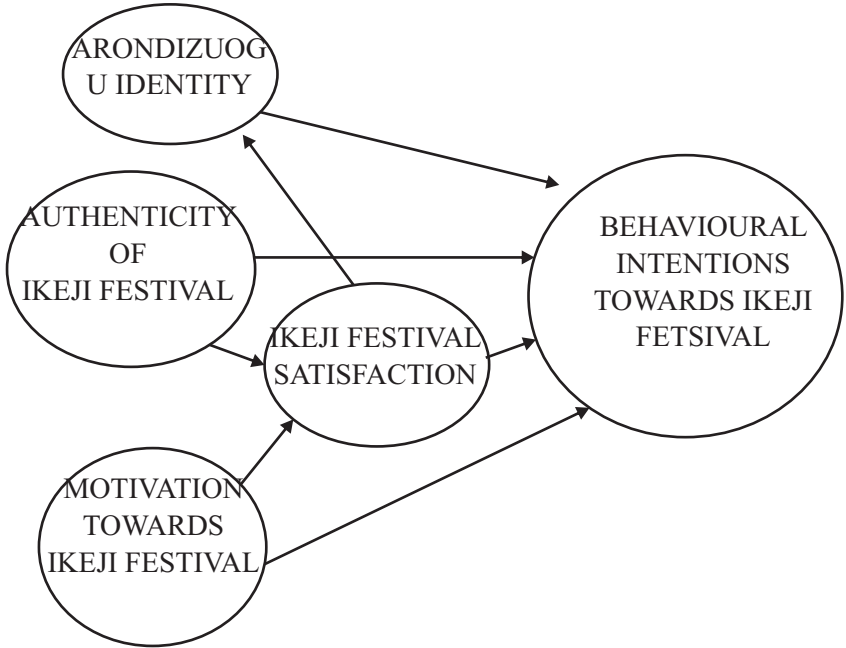 ARONDIZUOG
U IDENTITY
AUTHENTICITY
OF
IKEJI FESTIVAL
IKEJI FESTIVAL
SATISFACTION
MOTIVATION
TOWARDS
IKEJI FESTIVAL
BEHAVIOURAL
INTENTIONS
TOWARDS IKEJI
FETSIVAL